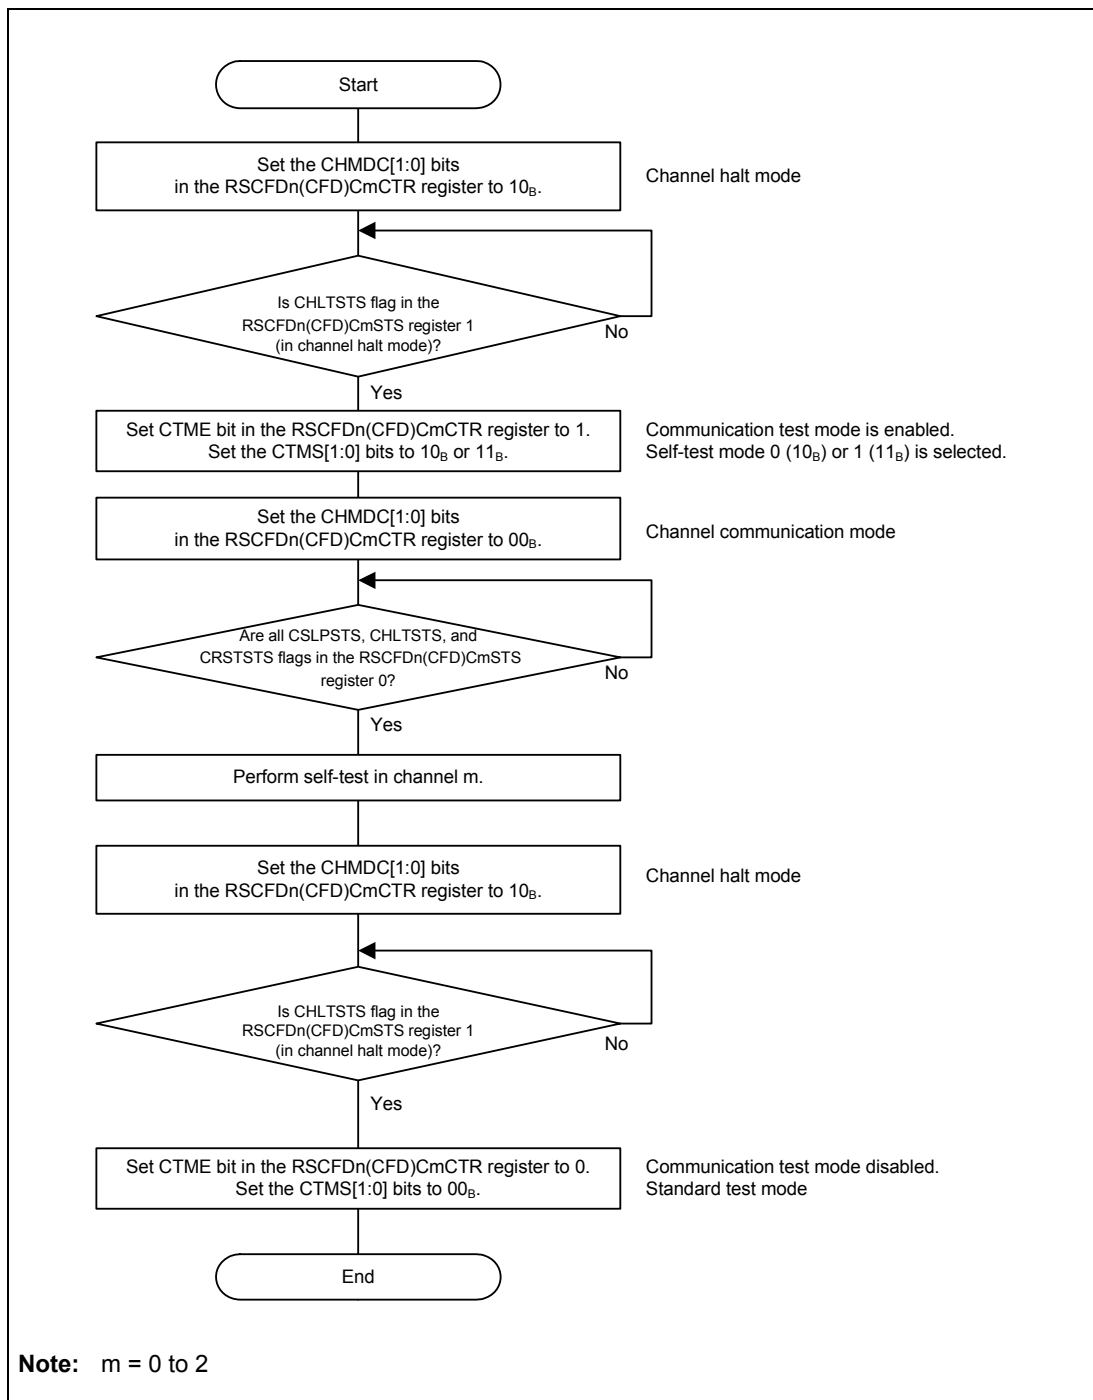 Start
Set the CHMDC[1:0] bits
in the RSCFDn(CFD)CmCTR register to 10B.
Channel halt mode
Is CHLTSTS flag in the
RSCFDn(CFD)CmSTS register 1
(in channel halt mode)?
No
Yes
Set CTME bit in the RSCFDn(CFD)CmCTR register to 1.
Set the CTMS[1:0] bits to 10B or 11B.
Communication test mode is enabled.
Self-test mode 0 (10B) or 1 (11B) is selected.
Set the CHMDC[1:0] bits
in the RSCFDn(CFD)CmCTR register to 00B.
Channel communication mode
Are all CSLPSTS, CHLTSTS, and
CRSTSTS flags in the RSCFDn(CFD)CmSTS
register 0?
No
Yes
Perform self-test in channel m.
Set the CHMDC[1:0] bits
in the RSCFDn(CFD)CmCTR register to 10B.
Channel halt mode
Is CHLTSTS flag in the
RSCFDn(CFD)CmSTS register 1
(in channel halt mode)?
No
Yes
Set CTME bit in the RSCFDn(CFD)CmCTR register to 0.
Set the CTMS[1:0] bits to 00B.
Communication test mode disabled.
Standard test mode
End
Note: m = 0 to 2